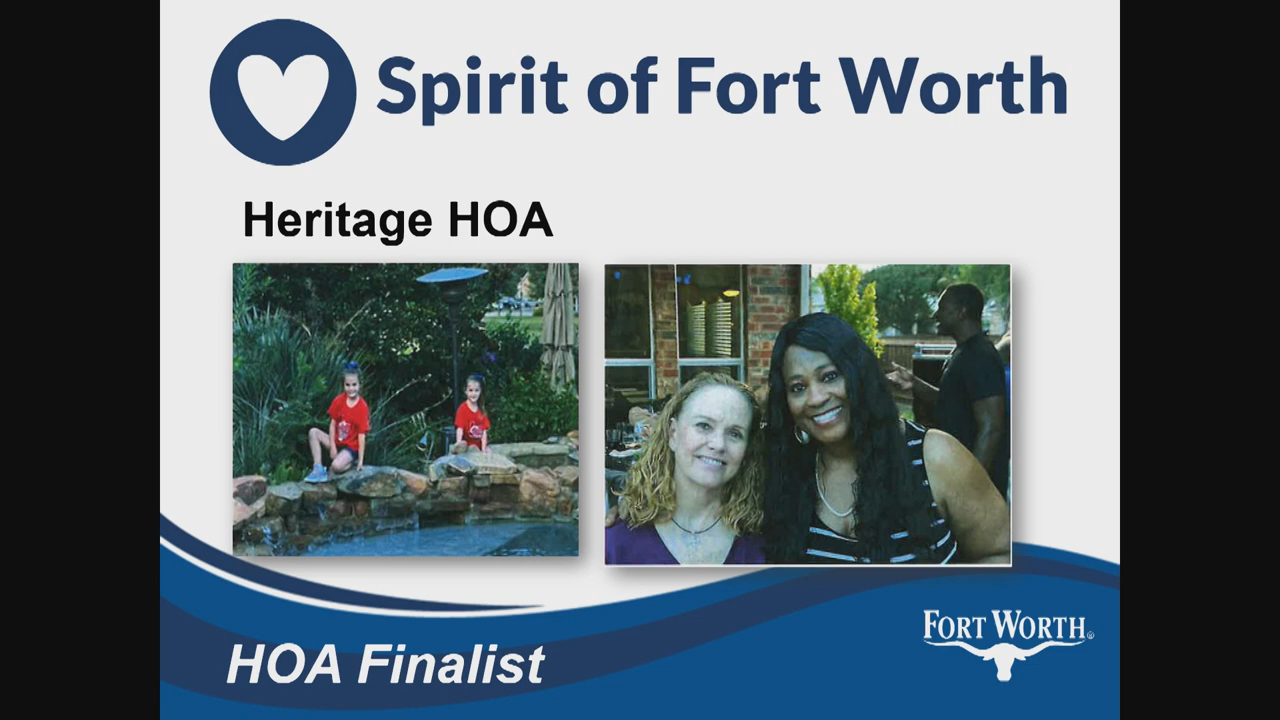 Spirit of Fort Worth
Heritage HOA
HOA Finalist
FORT WORTH®